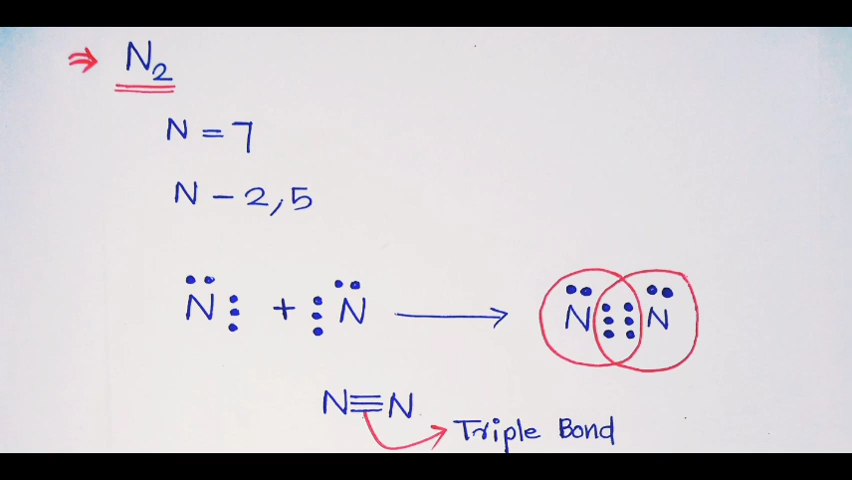 ⇒ N₂
N = 7
N - 2,5
N + N → N N
N≡N
Triple Bond